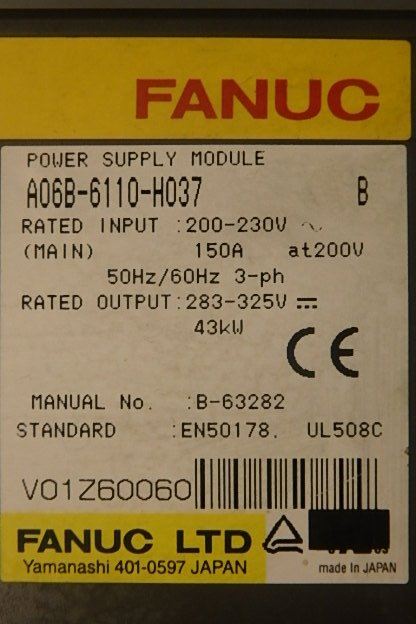 FANUC
POWER SUPPLY MODULE
A06B-6110-H037 B
RATED INPUT :200-230V ~
(MAIN) 150A at200V
50Hz/60Hz 3-ph
RATED OUTPUT:283-325V ⎓
43kW
CE
MANUAL No. :B-63282
STANDARD :EN50178, UL508C
V01Z60060
FANUC LTD
Yamanashi 401-0597 JAPAN
made In JAPAN